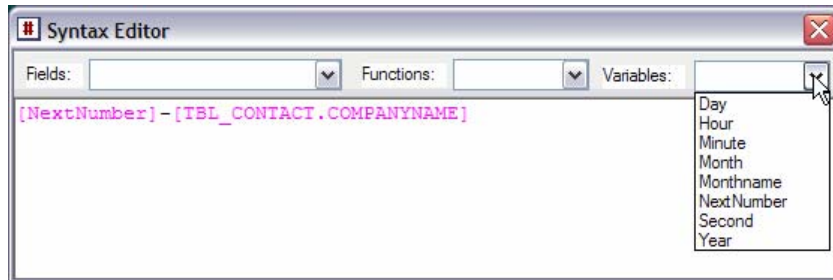 # Syntax Editor
Fields: Functions: Variables:
[NextNumber]-[TBL_CONTACT.COMPANYNAME]
Day
Hour
Minute
Month
Monthname
NextNumber
Second
Year